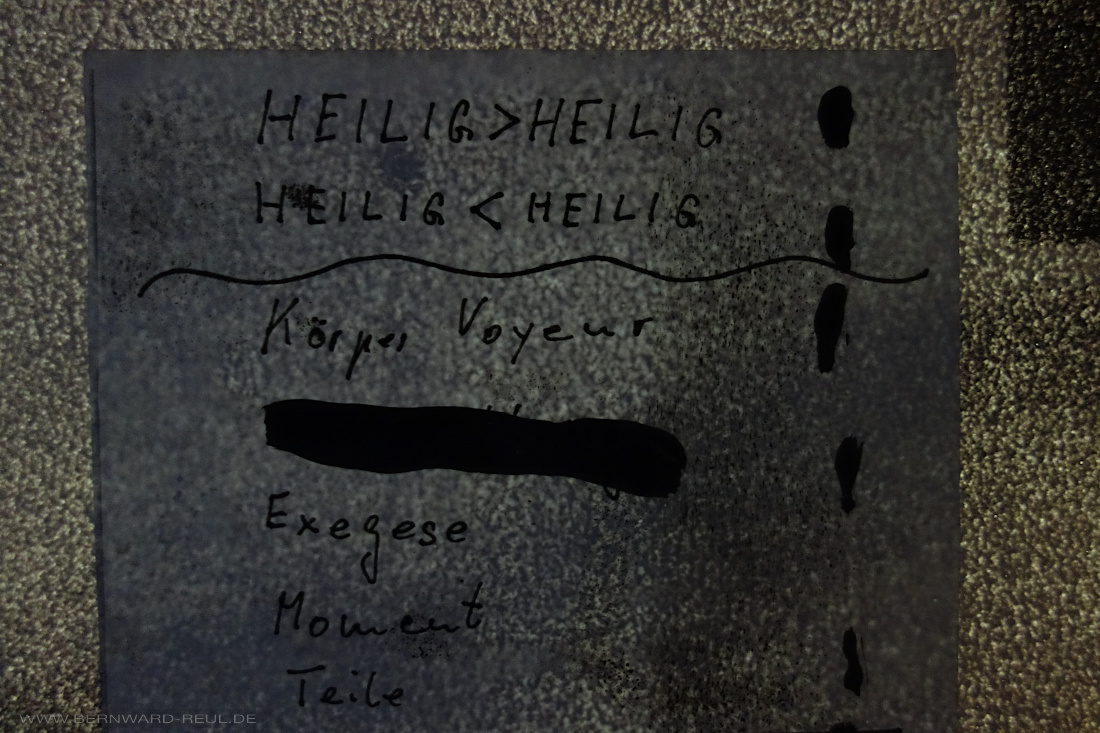 HEILIG > HEILIG
HEILIG < HEILIG
Körper Voyeur
Exegese
Moment
Teile
WWW.BERNWARD-REUL.DE